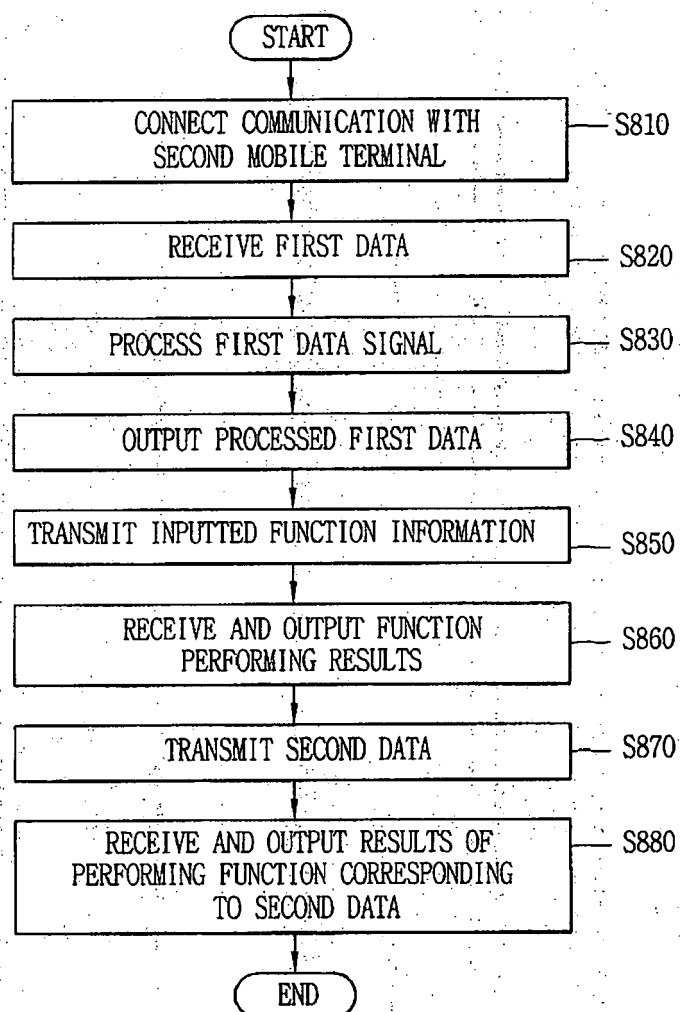 START
CONNECT COMMUNICATION WITH
SECOND MOBILE TERMINAL
S810
RECEIVE FIRST DATA
S820
PROCESS FIRST DATA SIGNAL
S830
OUTPUT PROCESSED FIRST DATA
S840
TRANSMIT INPUTTED FUNCTION INFORMATION
S850
RECEIVE AND OUTPUT FUNCTION
PERFORMING RESULTS
S860
TRANSMIT SECOND DATA
S870
RECEIVE AND OUTPUT RESULTS OF
PERFORMING FUNCTION CORRESPONDING
TO SECOND DATA
S880
END